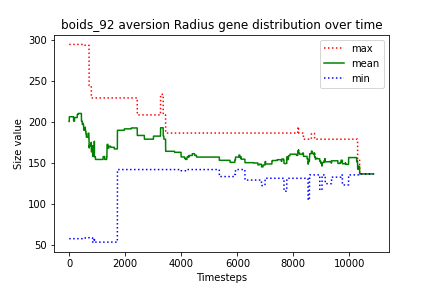 boids_92 aversion Radius gene distribution over time
300
250
200
150
100
50
Size value
max
mean
min
0
2000
4000
6000
8000
10000
Timesteps